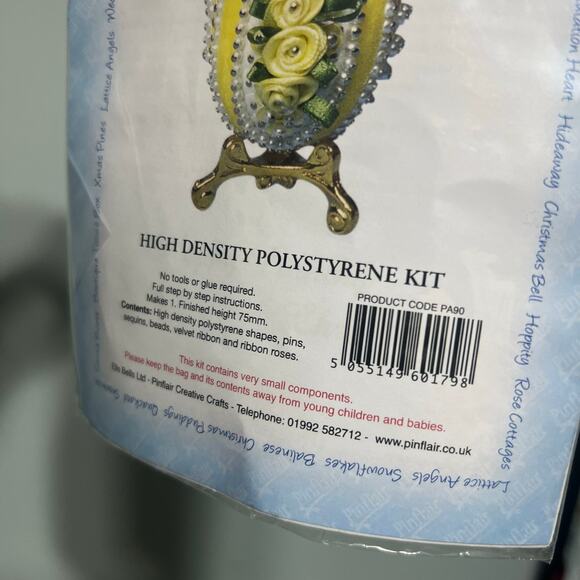 HIGH DENSITY POLYSTYRENE KIT
No tools or glue required.
Full step by step instructions.
Makes 1. Finished height 75mm.
Contents: High density polystyrene shapes, pins,
sequins, beads, velvet ribbon and ribbon roses.
PRODUCT CODE PA90
5 055149 601798
This kit contains very small components.
Please keep the bag and its contents away from young children and babies.
Elis Bells Ltd - Pinflair Creative Crafts - Telephone: 01992 582712 - www.pinflair.co.uk
Xmas Pines Lattice Angels
Heart Hideaway Christmas Bell Hoppity Rose Cottages
Lattice Angels Snowflakes Balinese Christmas Puddings
Pinflair
Pinflair